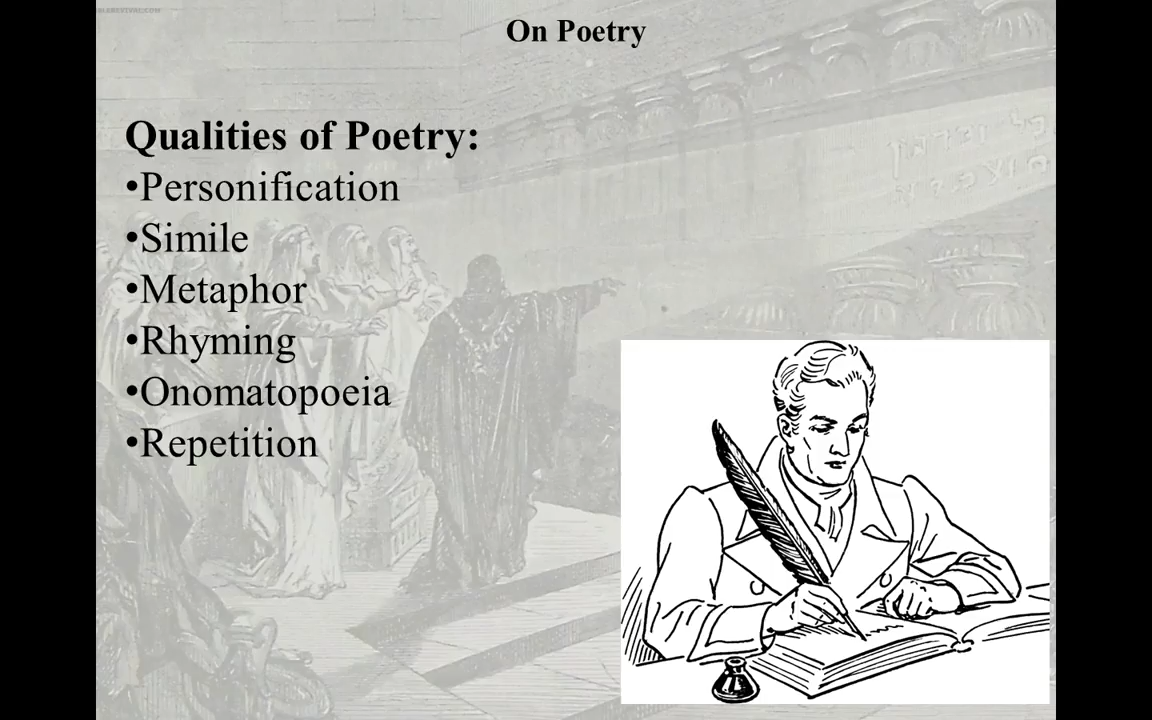 On Poetry
Qualities of Poetry:
•Personification
•Simile
•Metaphor
•Rhyming
•Onomatopoeia
•Repetition